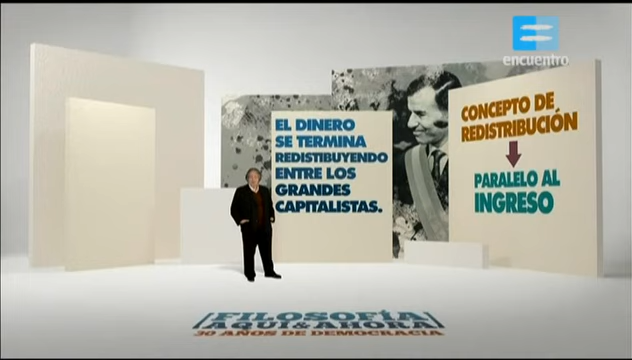 encuentro
EL DINERO
SE TERMINA
REDISTIBUYENDO
ENTRE LOS
GRANDES
CAPITALISTAS.
CONCEPTO DE
REDISTRIBUCIÓN
PARALELO AL
INGRESO
[FILOSOFÍA
AQUÍ&AHORA]
30 AÑOS DE DEMOCRACIA